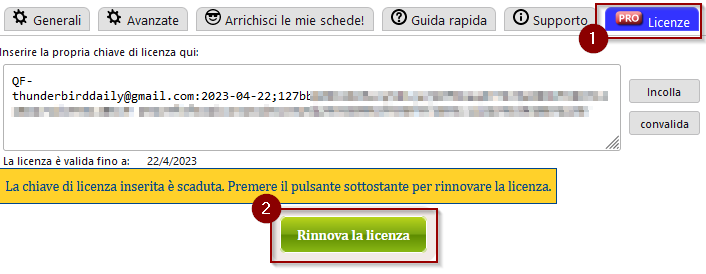 Generali Avanzate Arrichisci le mie schede! Guida rapida Supporto PRO Licenze
1
Inserire la propria chiave di licenza qui:
QF-
thunderbirddaily@gmail.com:2023-04-22;127b
Incolla
convalida
La licenza è valida fino a: 22/4/2023
La chiave di licenza inserita è scaduta. Premere il pulsante sottostante per rinnovare la licenza.
2
Rinnova la licenza